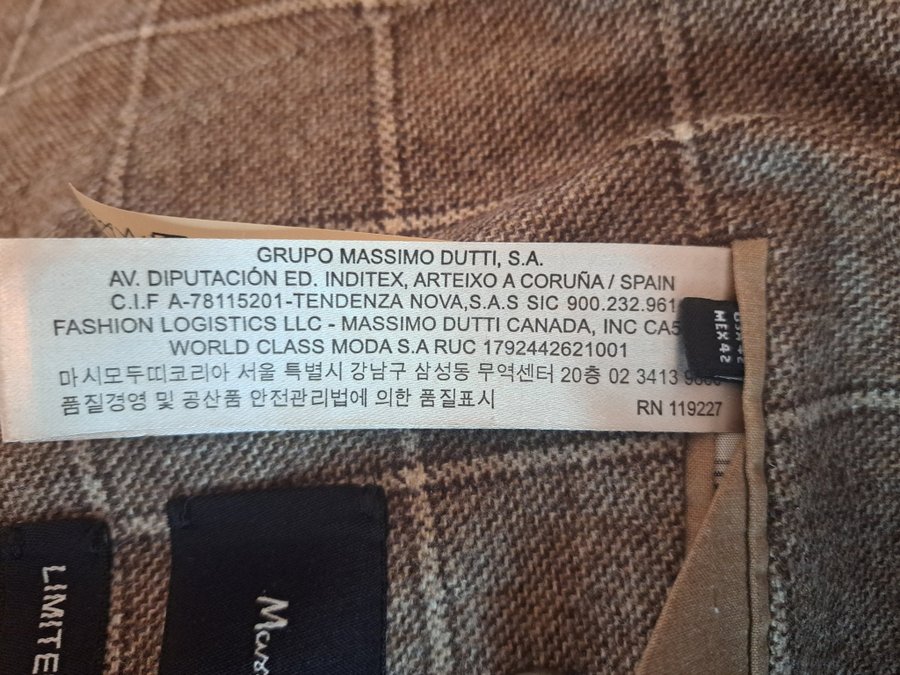 GRUPO MASSIMO DUTTI, S.A.
AV. DIPUTACIÓN ED. INDITEX, ARTEIXO A CORUÑA / SPAIN
C.I.F A-78115201-TENDENZA NOVA,S.A.S SIC 900.232.961
FASHION LOGISTICS LLC - MASSIMO DUTTI CANADA, INC
WORLD CLASS MODA S.A RUC 1792442621001
마시모두띠코리아 서울 특별시 강남구 삼성동 무역센터 20층 02 3413
품질경영 및 공산품 안전관리법에 의한 품질표시
RN 119227
MEX 42